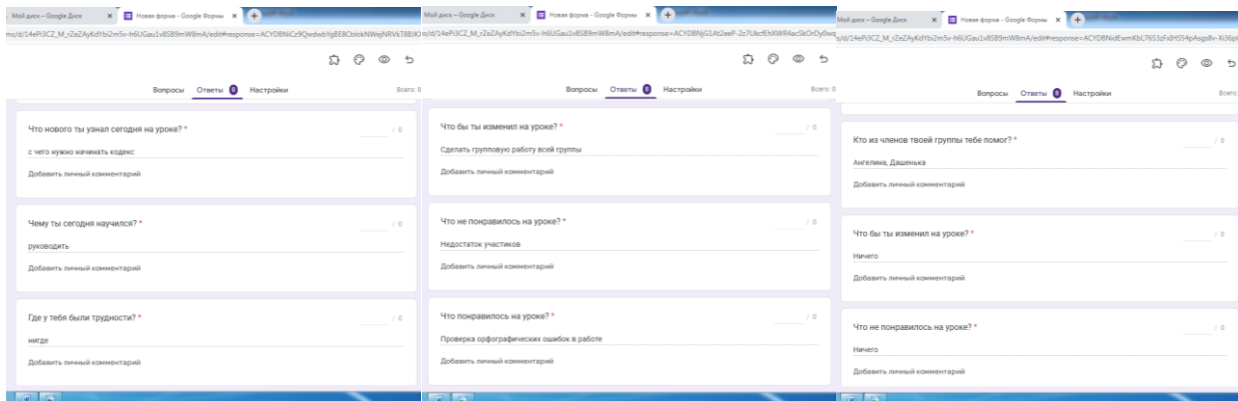 Мой диск – Google Диск
Новая форма - Google Формы
Вопросы Ответы 8 Настройки
Что нового ты узнал сегодня на уроке? *
/ 0
с чего нужно начинать кодекс
Добавить личный комментарий
Чему ты сегодня научился? *
/ 0
руководить
Добавить личный комментарий
Где у тебя были трудности? *
/ 0
нигде
Добавить личный комментарий
Мой диск – Google Диск
Новая форма - Google Формы
Вопросы Ответы 8 Настройки
Что бы ты изменил на уроке? *
/ 0
Сделать групповую работу всей группы
Добавить личный комментарий
Что не понравилось на уроке? *
/ 0
Недостаток участиков
Добавить личный комментарий
Что понравилось на уроке? *
/ 0
Проверка орфографических ошибок в работе
Добавить личный комментарий
Мой диск – Google Диск
Новая форма - Google Формы
Вопросы Ответы 8 Настройки
Кто из членов твоей группы тебе помог? *
/ 0
Ангелина, Дашенька
Добавить личный комментарий
Что бы ты изменил на уроке? *
/ 0
Ничего
Добавить личный комментарий
Что не понравилось на уроке? *
/ 0
Ничего
Добавить личный комментарий